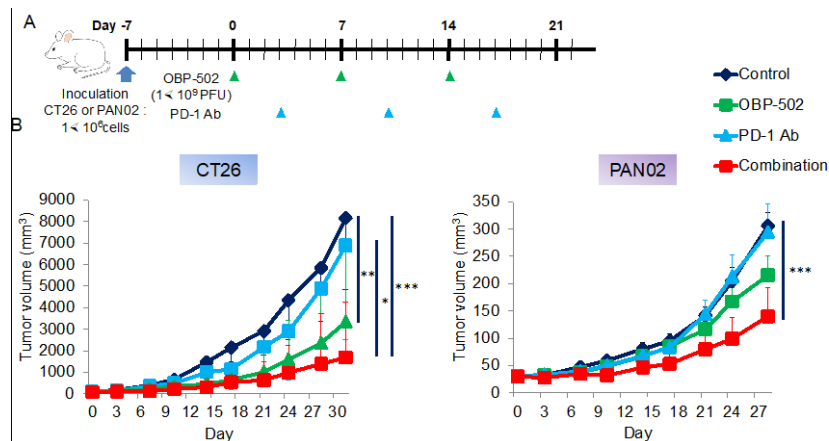 A
Day -7 0 7 14 21
Inoculation
CT26 or PAN02 :
1 < 10⁶cells
OBP-502
(1 < 10⁹ PFU)
PD-1 Ab
Control
OBP-502
PD-1 Ab
Combination
B
CT26
Tumor volume (mm³)
9000
8000
7000
6000
5000
4000
3000
2000
1000
0
0 3 6 9 12 15 18 21 24 27 30
Day
** * ***
PAN02
Tumor volume (mm³)
350
300
250
200
150
100
50
0
0 3 6 9 12 15 18 21 24 27
Day
***